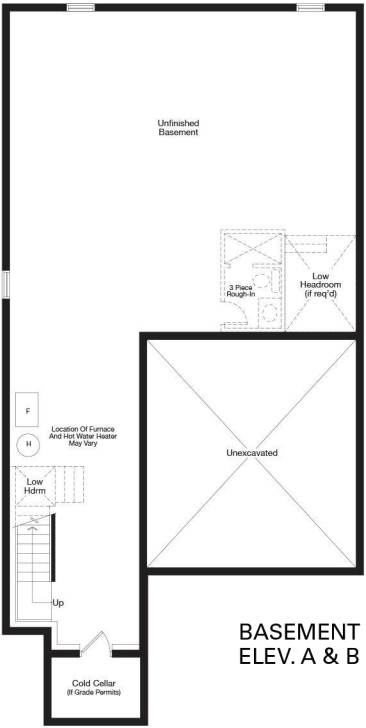 Unfinished
Basement
3 Piece
Rough-In
Low
Headroom
(if req'd)
F
H
Location Of Furnace
And Hot Water Heater
May Vary
Unexcavated
Low
Hdrm
Up
Cold Cellar
(If Grade Permits)
BASEMENT
ELEV. A & B